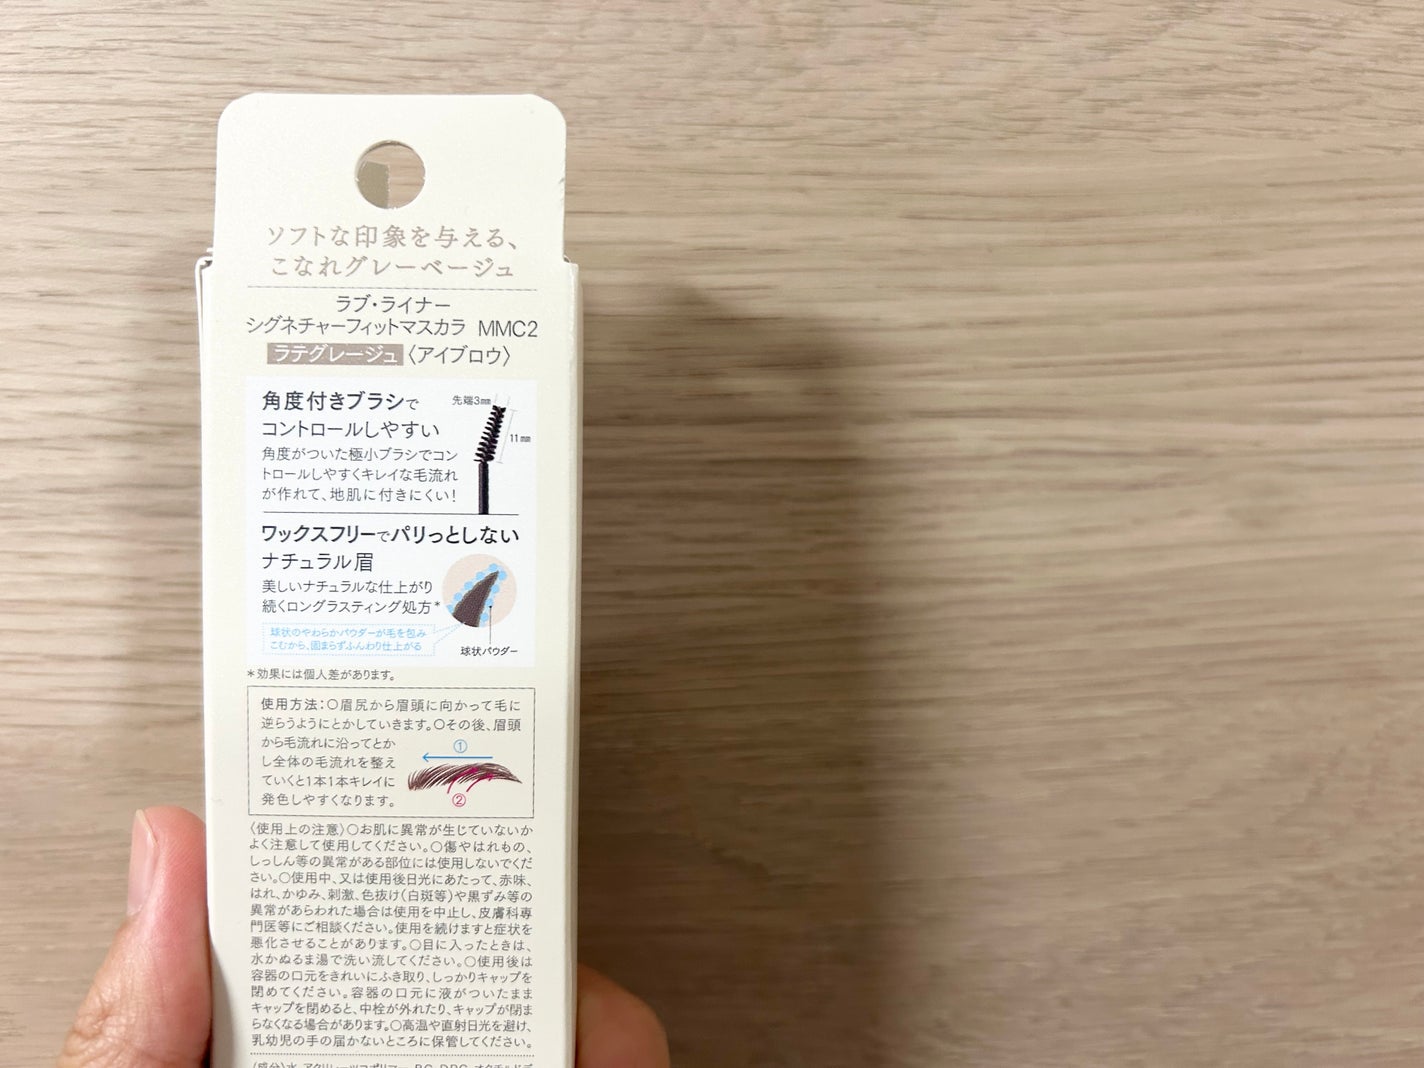 ソフトな印象を与える、
こなれグレーベージュ
ラブ・ライナー
シグネチャーフィットマスカラ MMC2
ラテグレージュ〈アイブロウ〉
角度付きブラシで
コントロールしやすい
角度がついた極小ブラシでコン
トロールしやすくキレイな毛流れ
が作れて、地肌に付きにくい!
先端3mm
11mm
ワックスフリーでパリっとしない
ナチュラル眉
美しいナチュラルな仕上がり
続くロングラスティング処方*
球状のやわらかパウダーが毛を包み
こむから、固まらずふんわり仕上がる
球状パウダー
*効果には個人差があります。
使用方法:○眉尻から眉頭に向かって毛に
逆らうようにとかしていきます。○その後、眉頭
から毛流れに沿ってとか
し全体の毛流れを整え
ていくと1本1本キレイに
発色しやすくなります。
①
②
〈使用上の注意〉○お肌に異常が生じていないか
よく注意して使用してください。○傷やはれもの、
しっしん等の異常がある部位には使用しないでくだ
さい。○使用中、又は使用後日光にあたって、赤味、
はれ、かゆみ、刺激、色抜け(白斑等)や黒ずみ等の
異常があらわれた場合は使用を中止し、皮膚科専
門医等にご相談ください。使用を続けますと症状を
悪化させることがあります。○目に入ったときは、
水かぬるま湯で洗い流してください。○使用後は
容器の口元をきれいにふき取り、しっかりキャップを
閉めてください。容器の口元に液がついたまま
キャップを閉めると、中栓が外れたり、キャップが閉ま
らなくなる場合があります。○高温や直射日光を避け、
乳幼児の手の届かないところに保管してください。